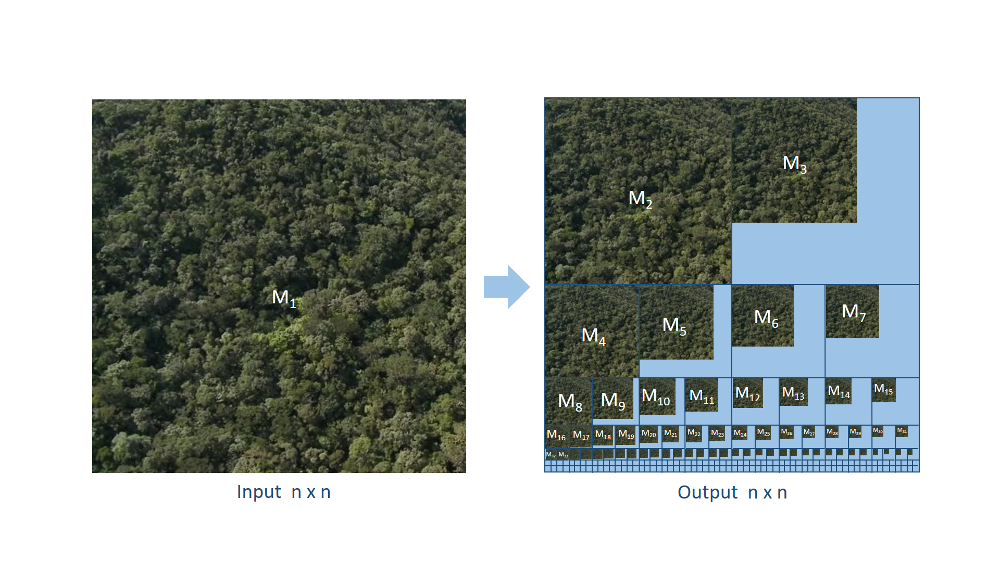 M₁
M₂
M₃
M₄ M₅ M₆ M₇
M₈ M₉ M₁₀ M₁₁ M₁₂ M₁₃ M₁₄ M₁₅
M₁₆ M₁₇ M₁₈ M₁₉ M₂₀ M₂₁ M₂₂ M₂₃ M₂₄ M₂₅ M₂₆ M₂₇ M₂₈ M₂₉ M₃₀ M₃₁
M₃₂ M₃₃
Input n x n
Output n x n